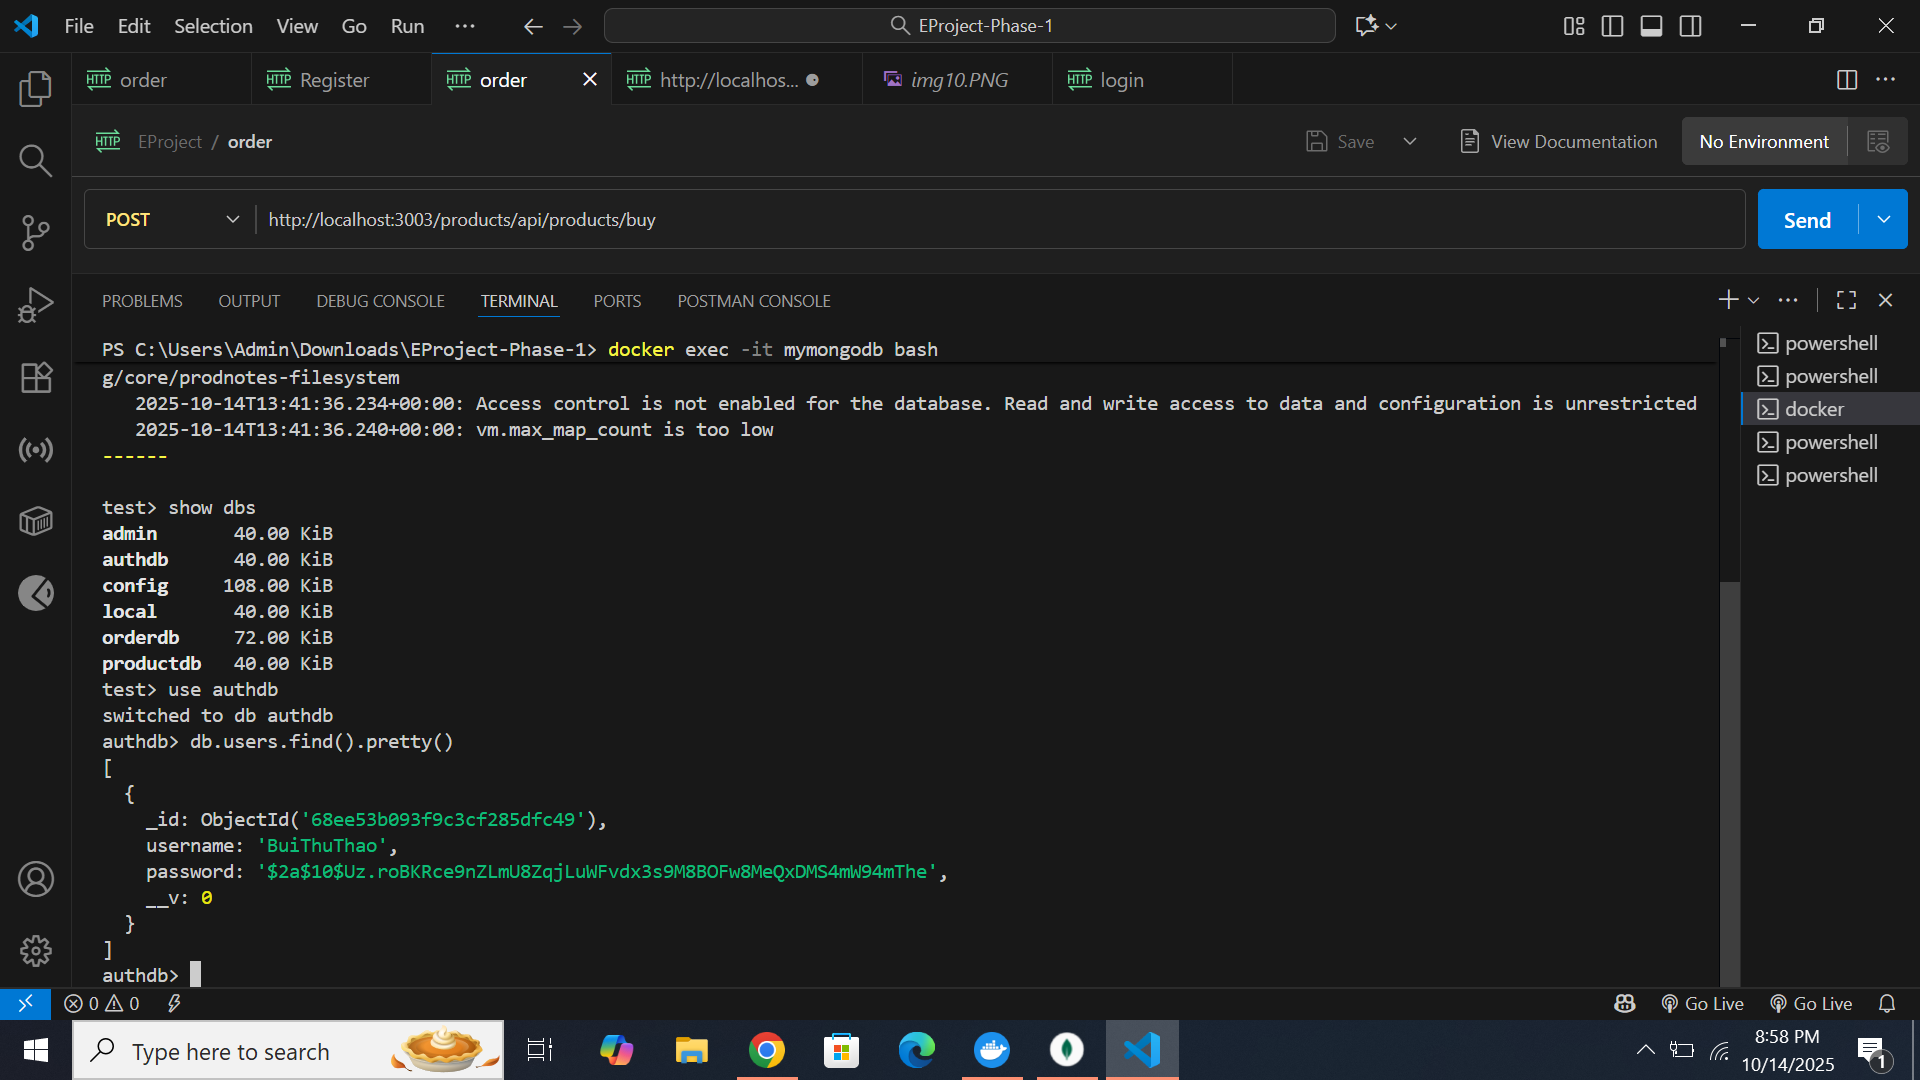 File Edit Selection View Go Run ··· EProject-Phase-1
HTTP order HTTP Register HTTP order HTTP http://localhos... img10.PNG HTTP login
HTTP EProject / order Save View Documentation No Environment
POST http://localhost:3003/products/api/products/buy Send
PROBLEMS OUTPUT DEBUG CONSOLE TERMINAL PORTS POSTMAN CONSOLE
PS C:\Users\Admin\Downloads\EProject-Phase-1> docker exec -it mymongodb bash
g/core/prodnotes-filesystem
2025-10-14T13:41:36.234+00:00: Access control is not enabled for the database. Read and write access to data and configuration is unrestricted
2025-10-14T13:41:36.240+00:00: vm.max_map_count is too low
------
test> show dbs
admin 40.00 KiB
authdb 40.00 KiB
config 108.00 KiB
local 40.00 KiB
orderdb 72.00 KiB
productdb 40.00 KiB
test> use authdb
switched to db authdb
authdb> db.users.find().pretty()
[
{
_id: ObjectId('68ee53b093f9c3cf285dfc49'),
username: 'BuiThuThao',
password: '$2a$10$Uz.roBKRce9nZLmU8ZqjLuWFvdx3s9M8BOFw8MeQxDMS4mW94mThe',
__v: 0
}
]
authdb>
powershell
powershell
docker
powershell
powershell
0 0 Go Live Go Live
Type here to search
8:58 PM
10/14/2025
1